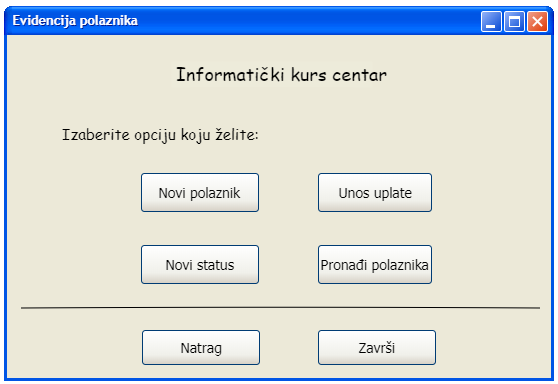 Evidencija polaznika
Informatički kurs centar
Izaberite opciju koju želite:
Novi polaznik
Unos uplate
Novi status
Pronađi polaznika
Natrag
Završi